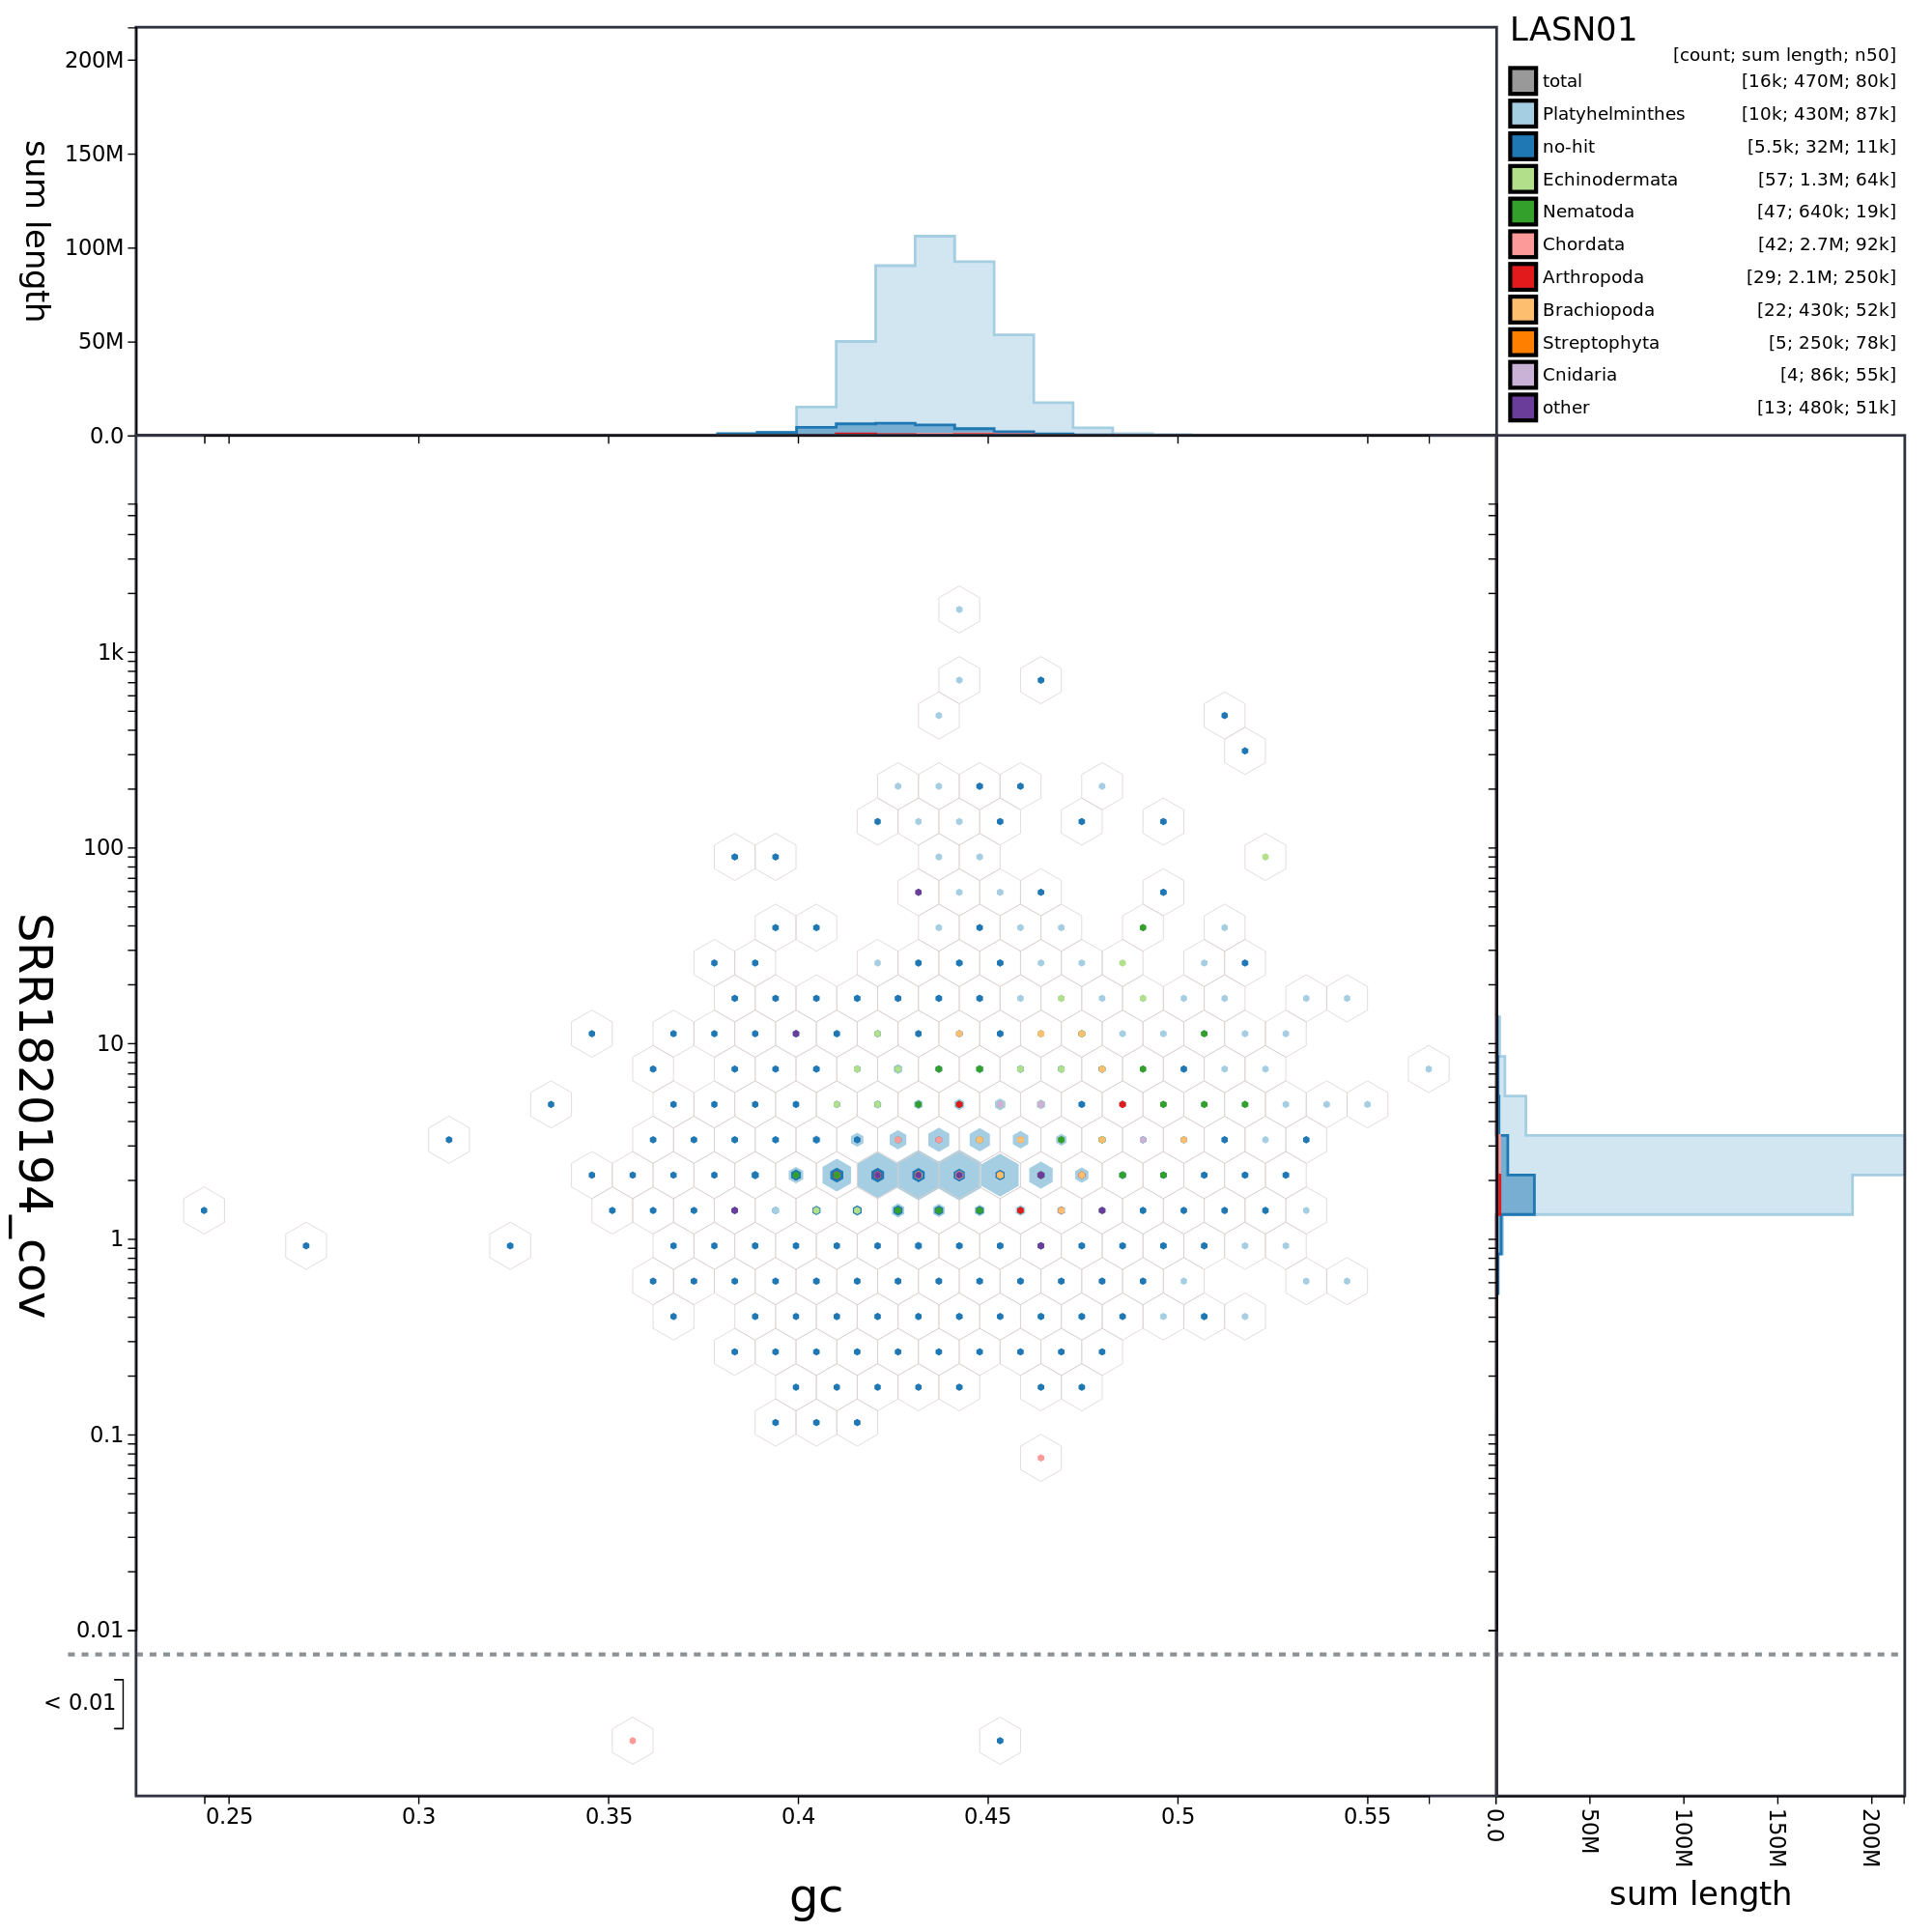 LASN01
[count; sum length; n50]
total [16k; 470M; 80k]
Platyhelminthes [10k; 430M; 87k]
no-hit [5.5k; 32M; 11k]
Echinodermata [57; 1.3M; 64k]
Nematoda [47; 640k; 19k]
Chordata [42; 2.7M; 92k]
Arthropoda [29; 2.1M; 250k]
Brachiopoda [22; 430k; 52k]
Streptophyta [5; 250k; 78k]
Cnidaria [4; 86k; 55k]
other [13; 480k; 51k]
sum length
200M
150M
100M
50M
0.0
SRR1820194_cov
1k
100
10
1
0.1
0.01
< 0.01
0.25 0.3 0.35 0.4 0.45 0.5 0.55
gc
0.0 50M 100M 150M 200M
sum length